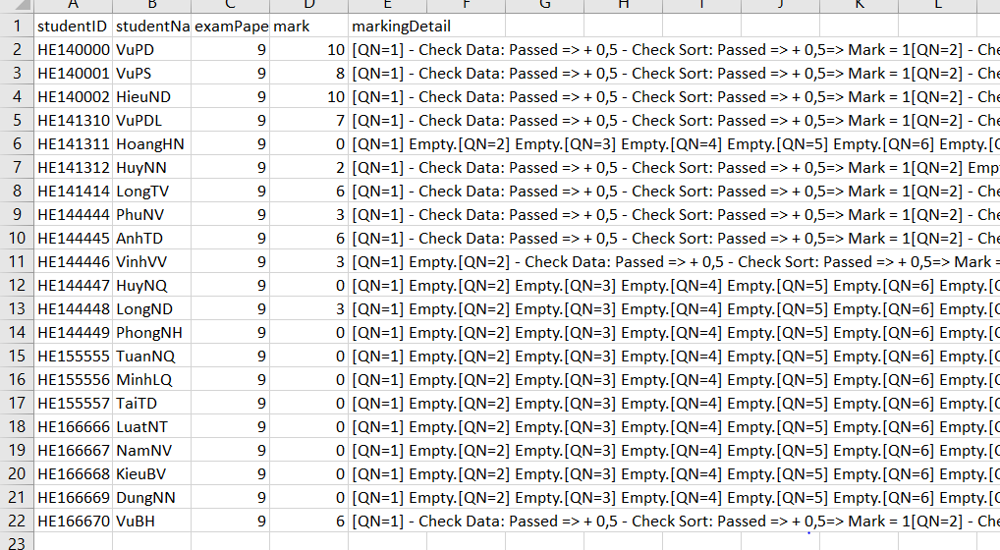 A B C D E F G H I J K L
1 studentID studentNa examPape mark markingDetail
2 HE140000 VuPD 9 10 [QN=1] - Check Data: Passed => + 0,5 - Check Sort: Passed => + 0,5=> Mark = 1[QN=2] - Che
3 HE140001 VuPS 9 8 [QN=1] - Check Data: Passed => + 0,5 - Check Sort: Passed => + 0,5=> Mark = 1[QN=2] - Che
4 HE140002 HieuND 9 10 [QN=1] - Check Data: Passed => + 0,5 - Check Sort: Passed => + 0,5=> Mark = 1[QN=2] - Che
5 HE141310 VuPDL 9 7 [QN=1] - Check Data: Passed => + 0,5 - Check Sort: Passed => + 0,5=> Mark = 1[QN=2] - Che
6 HE141311 HoangHN 9 0 [QN=1] Empty.[QN=2] Empty.[QN=3] Empty.[QN=4] Empty.[QN=5] Empty.[QN=6] Empty.[Q
7 HE141312 HuyNN 9 2 [QN=1] - Check Data: Passed => + 0,5 - Check Sort: Passed => + 0,5=> Mark = 1[QN=2] Emp
8 HE141414 LongTV 9 6 [QN=1] - Check Data: Passed => + 0,5 - Check Sort: Passed => + 0,5=> Mark = 1[QN=2] - Che
9 HE144444 PhuNV 9 3 [QN=1] - Check Data: Passed => + 0,5 - Check Sort: Passed => + 0,5=> Mark = 1[QN=2] - Che
10 HE144445 AnhTD 9 6 [QN=1] - Check Data: Passed => + 0,5 - Check Sort: Passed => + 0,5=> Mark = 1[QN=2] - Che
11 HE144446 VinhVV 9 3 [QN=1] Empty.[QN=2] - Check Data: Passed => + 0,5 - Check Sort: Passed => + 0,5=> Mark =
12 HE144447 HuyNQ 9 0 [QN=1] Empty.[QN=2] Empty.[QN=3] Empty.[QN=4] Empty.[QN=5] Empty.[QN=6] Empty.[Q
13 HE144448 LongND 9 3 [QN=1] Empty.[QN=2] Empty.[QN=3] Empty.[QN=4] Empty.[QN=5] Empty.[QN=6] Empty.[Q
14 HE144449 PhongNH 9 0 [QN=1] Empty.[QN=2] Empty.[QN=3] Empty.[QN=4] Empty.[QN=5] Empty.[QN=6] Empty.[Q
15 HE155555 TuanNQ 9 0 [QN=1] Empty.[QN=2] Empty.[QN=3] Empty.[QN=4] Empty.[QN=5] Empty.[QN=6] Empty.[Q
16 HE155556 MinhLQ 9 0 [QN=1] Empty.[QN=2] Empty.[QN=3] Empty.[QN=4] Empty.[QN=5] Empty.[QN=6] Empty.[Q
17 HE155557 TaiTD 9 0 [QN=1] Empty.[QN=2] Empty.[QN=3] Empty.[QN=4] Empty.[QN=5] Empty.[QN=6] Empty.[Q
18 HE166666 LuatNT 9 0 [QN=1] Empty.[QN=2] Empty.[QN=3] Empty.[QN=4] Empty.[QN=5] Empty.[QN=6] Empty.[Q
19 HE166667 NamNV 9 0 [QN=1] Empty.[QN=2] Empty.[QN=3] Empty.[QN=4] Empty.[QN=5] Empty.[QN=6] Empty.[Q
20 HE166668 KieuBV 9 0 [QN=1] Empty.[QN=2] Empty.[QN=3] Empty.[QN=4] Empty.[QN=5] Empty.[QN=6] Empty.[Q
21 HE166669 DungNN 9 0 [QN=1] Empty.[QN=2] Empty.[QN=3] Empty.[QN=4] Empty.[QN=5] Empty.[QN=6] Empty.[Q
22 HE166670 VuBH 9 6 [QN=1] - Check Data: Passed => + 0,5 - Check Sort: Passed => + 0,5=> Mark = 1[QN=2] - Che
23